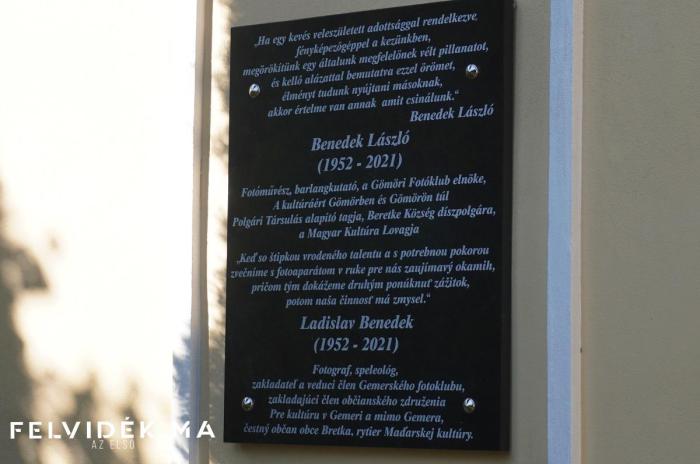 „Ha egy kevés veleszületett adottsággal rendelkezve,
fényképezőgéppel a kezünkben,
megörökítünk egy általunk megfelelőnek vélt pillanatot,
és kellő alázattal bemutatva ezzel örömet,
élményt tudunk nyújtani másoknak,
akkor értelme van annak amit csinálunk.“
Benedek László
Benedek László
(1952 - 2021)
Fotóművész, barlangkutató, a Gömöri Fotóklub elnöke,
A kultúráért Gömörben és Gömörön túl
Polgári Társulás alapító tagja, Beretke Község díszpolgára,
a Magyar Kultúra Lovagja
„Keď so štipkou vrodeného talentu a s potrebnou pokorou
zvečníme s fotoaparátom v ruke pre nás zaujímavý okamih,
pričom tým dokážeme druhým ponúknuť zážitok,
potom naša činnosť má zmysel.“
Ladislav Benedek
(1952 - 2021)
Fotograf, speleológ,
zakladateľ a veduci člen Gemerského fotoklubu,
zakladajúci člen občianského združenia
Pre kultúru v Gemeri a mimo Gemera,
čestný občan obce Bretka, rytier Maďarskej kultúry.
FELVIDÉK.MA
AZ ELSŐ